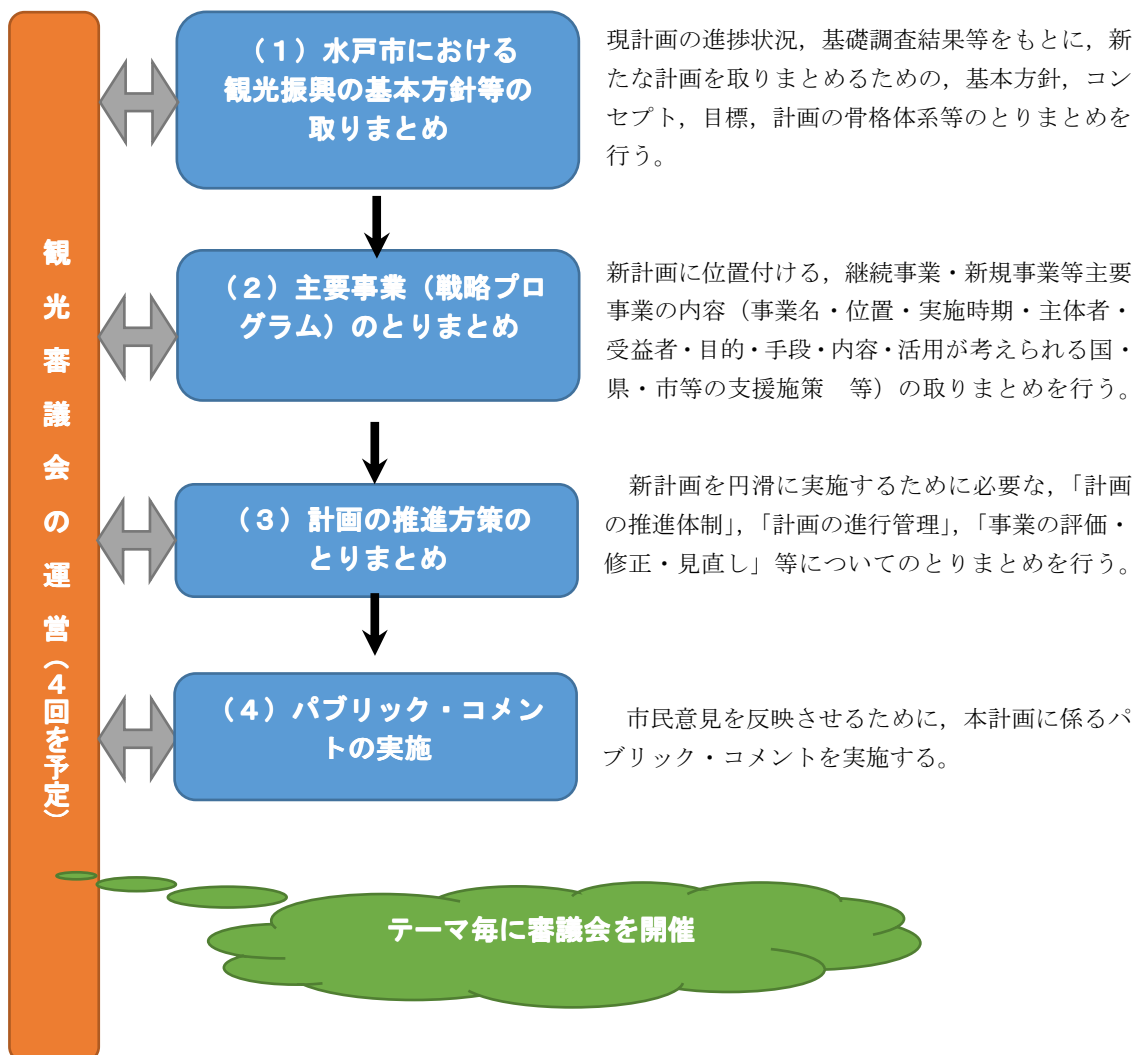 観光審議会の運営(4回を予定)
(1)水戸市における
観光振興の基本方針等の
取りまとめ
現計画の進捗状況,基礎調査結果等をもとに,新
たな計画を取りまとめるための,基本方針,コン
セプト,目標,計画の骨格体系等のとりまとめを
行う。
(2)主要事業(戦略プロ
グラム)のとりまとめ
新計画に位置付ける,継続事業・新規事業等主要
事業の内容(事業名・位置・実施時期・主体者・
受益者・目的・手段・内容・活用が考えられる国・
県・市等の支援施策 等)の取りまとめを行う。
(3)計画の推進方策の
とりまとめ
新計画を円滑に実施するために必要な,「計画
の推進体制」,「計画の進行管理」,「事業の評価・
修正・見直し」等についてのとりまとめを行う。
(4)パブリック・コメン
トの実施
市民意見を反映させるために,本計画に係るパ
ブリック・コメントを実施する。
テーマ毎に審議会を開催